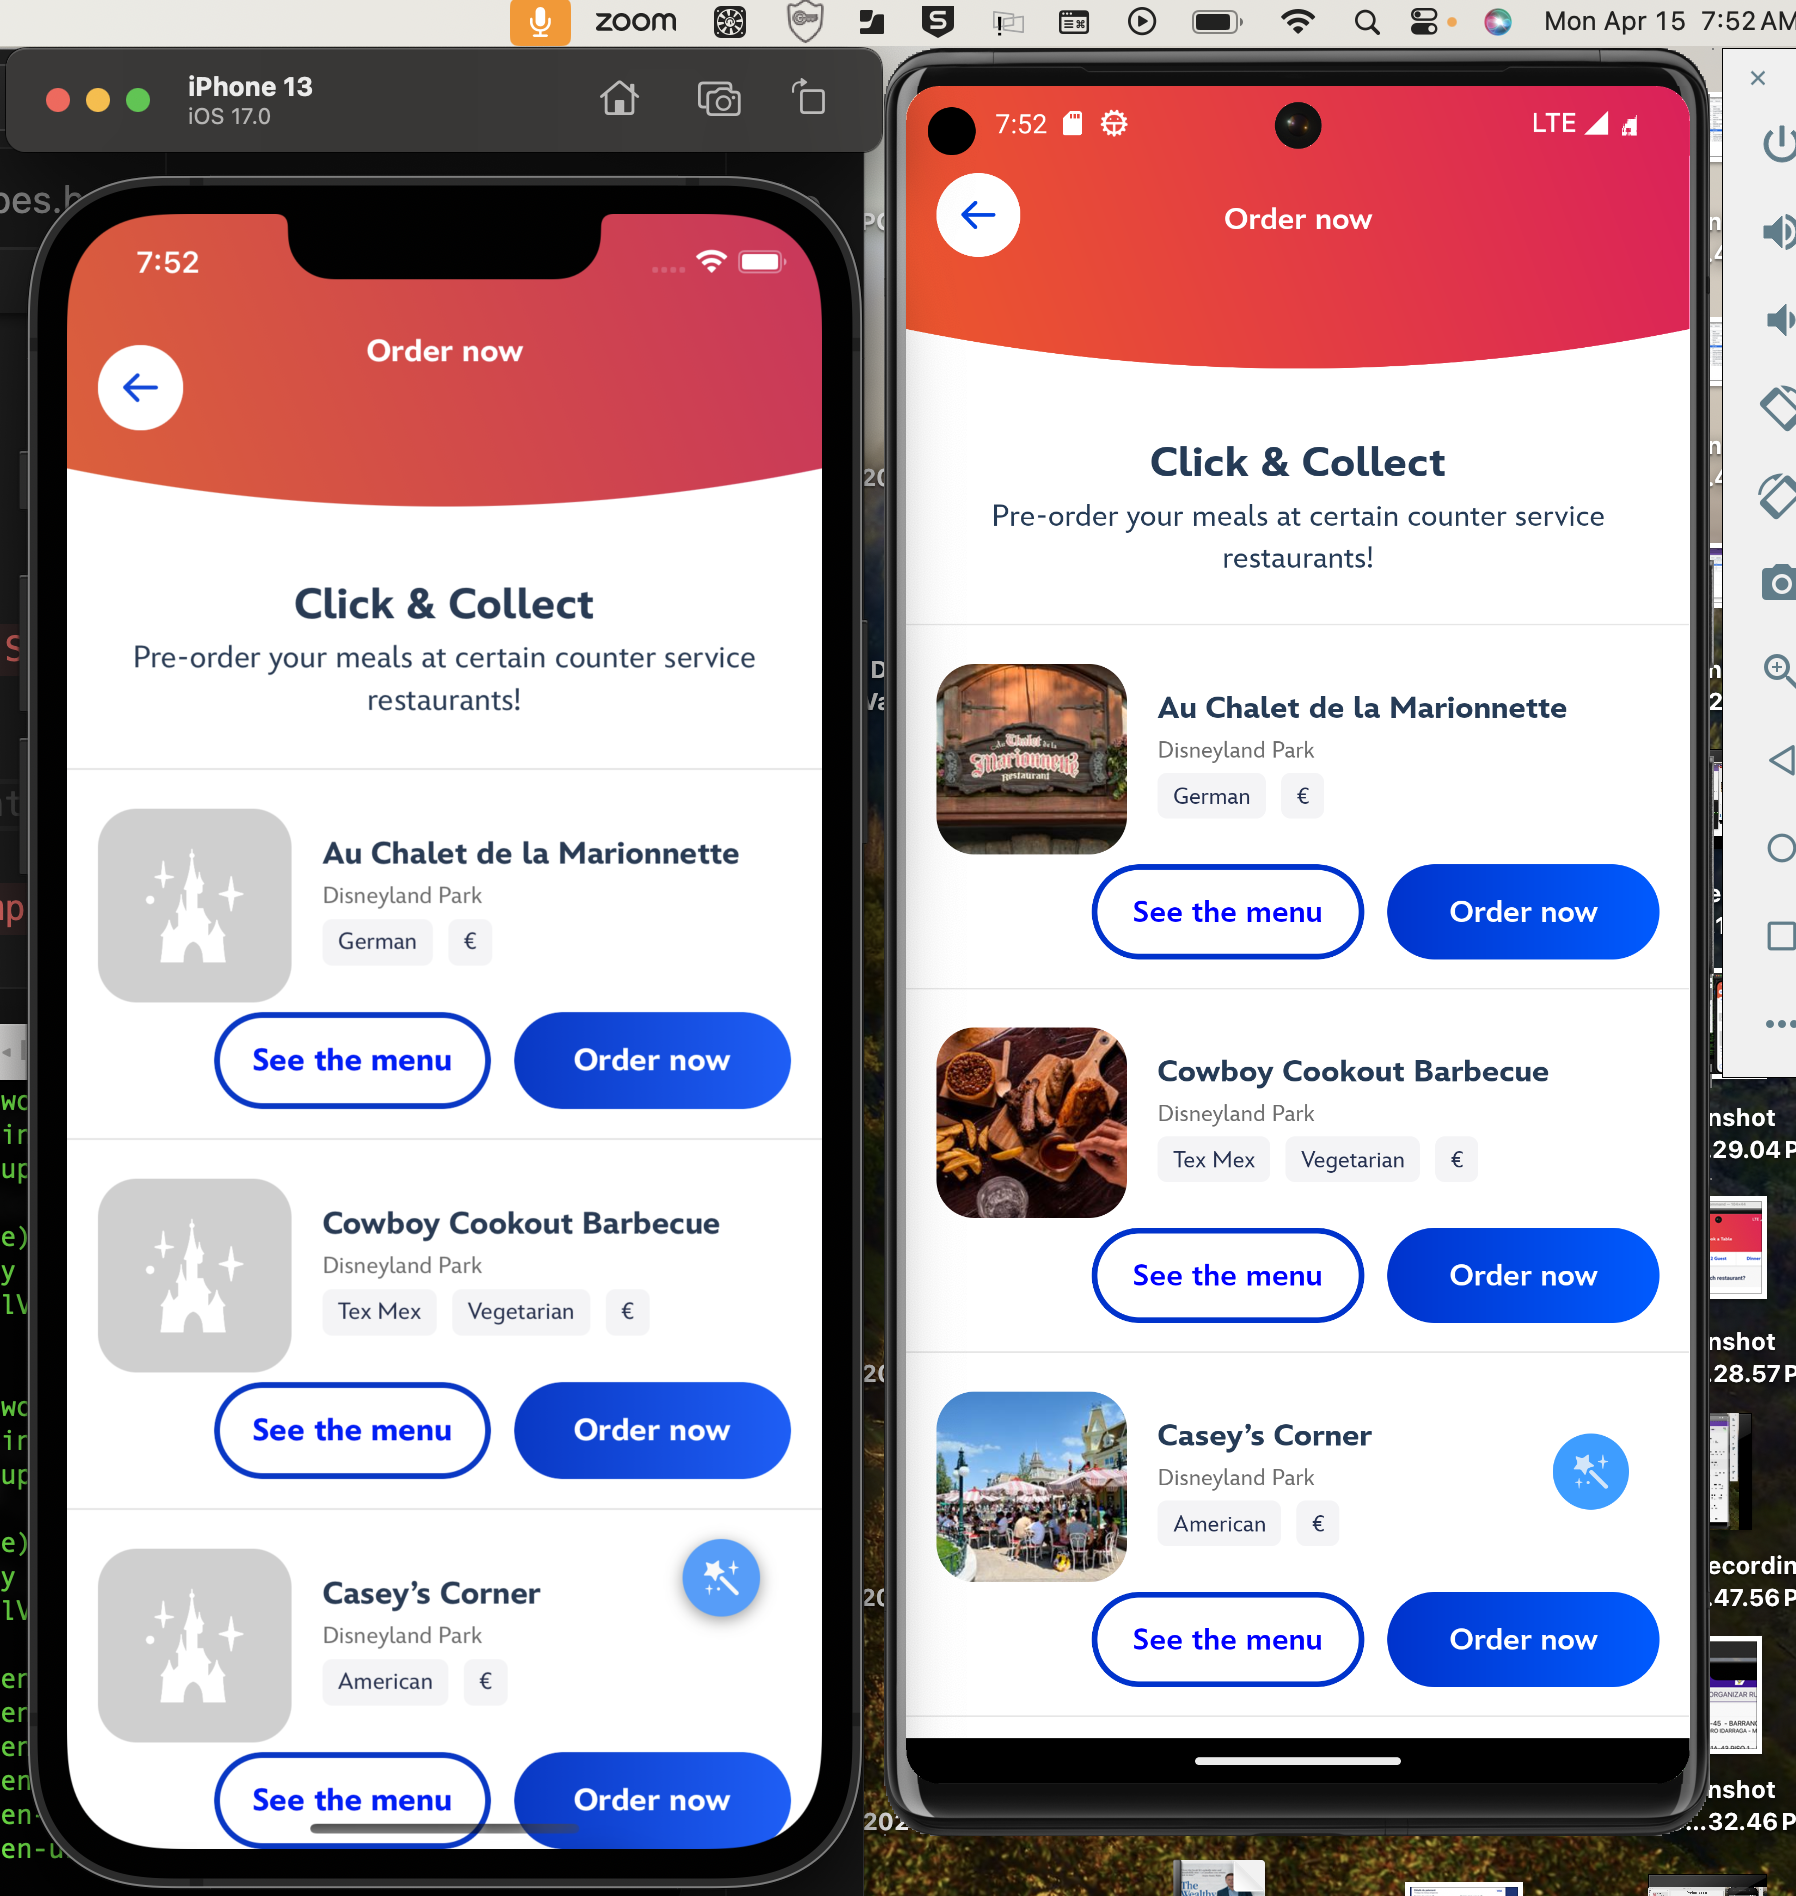 zoom
Mon Apr 15 7:52 AM
iPhone 13
iOS 17.0
7:52
Order now
Click & Collect
Pre-order your meals at certain counter service
restaurants!
Au Chalet de la Marionnette
Disneyland Park
German €
See the menu Order now
Cowboy Cookout Barbecue
Disneyland Park
Tex Mex Vegetarian €
See the menu Order now
Casey’s Corner
Disneyland Park
American €
See the menu Order now
7:52 LTE
Order now
Click & Collect
Pre-order your meals at certain counter service
restaurants!
Au Chalet de la Marionnette
Restaurant
Disneyland Park
German €
See the menu Order now
Cowboy Cookout Barbecue
Disneyland Park
Tex Mex Vegetarian €
See the menu Order now
Casey’s Corner
Disneyland Park
American €
See the menu Order now
nshot
.29.04 P
nshot
.28.57 P
ecordin
.47.56 P
nshot
...32.46 P
The
Wealthy